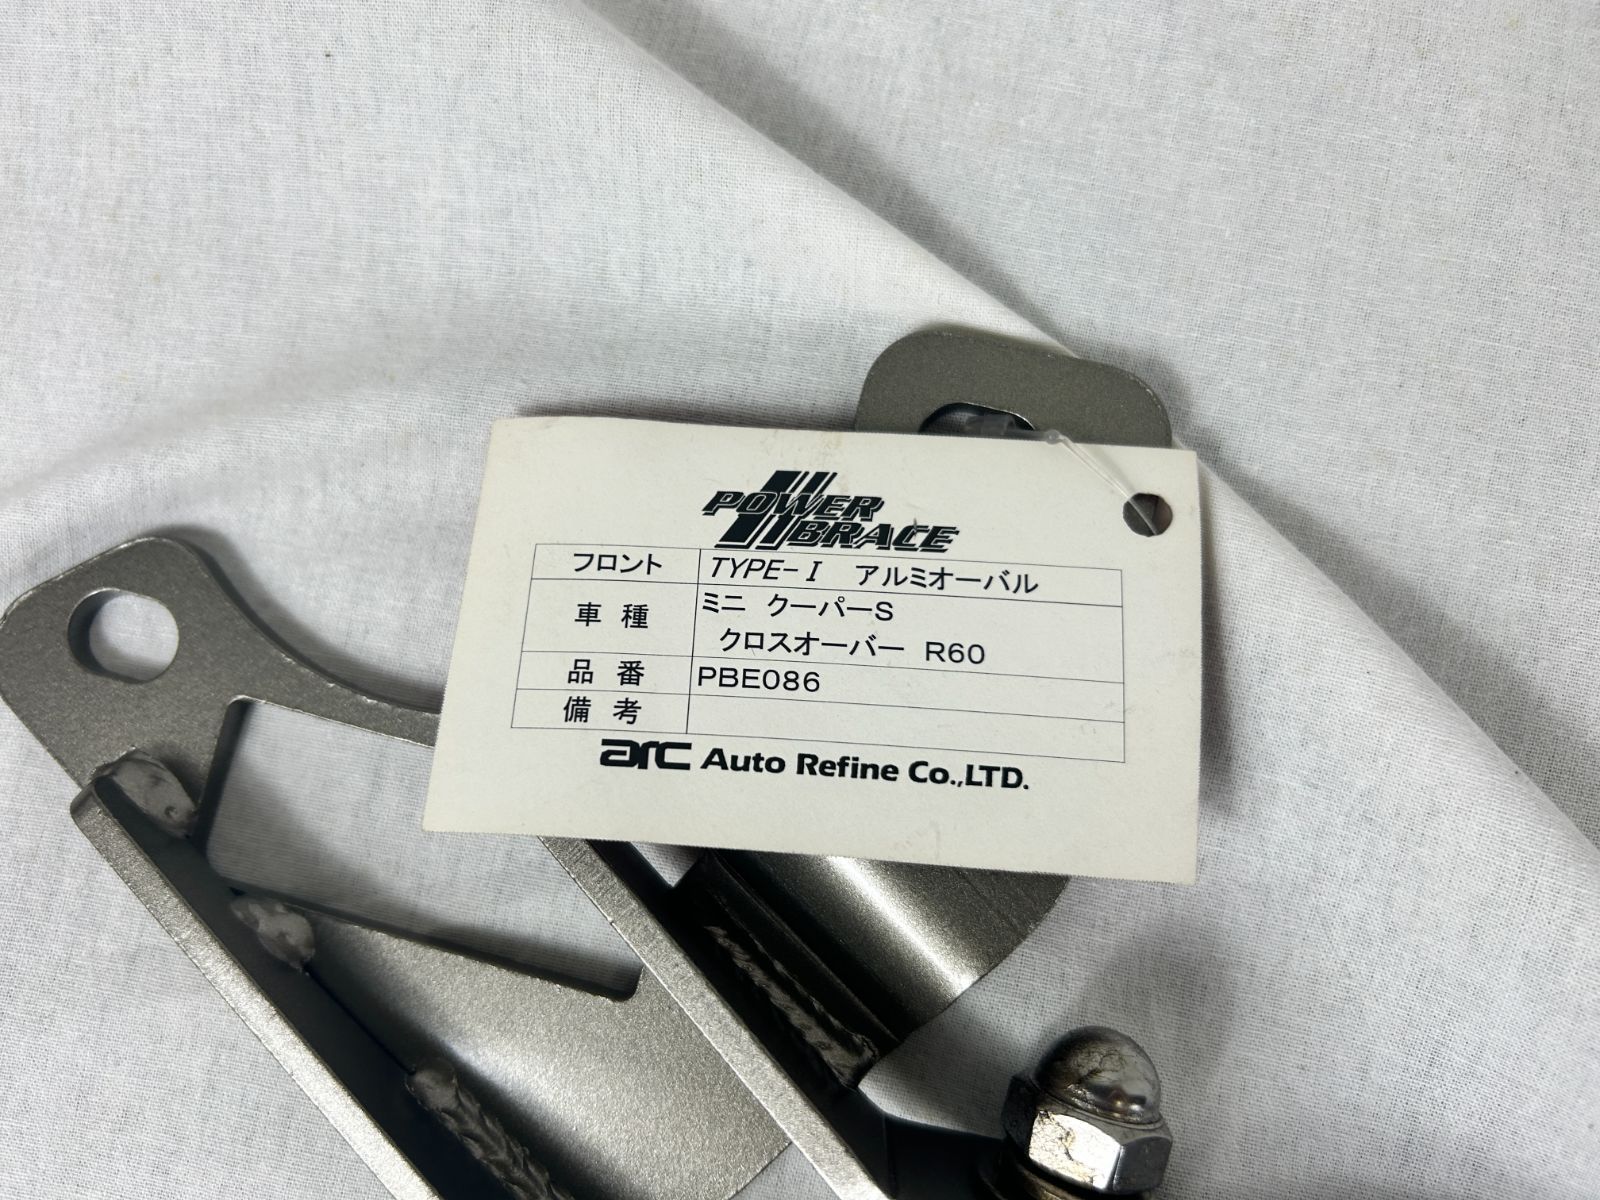 POWER
BRACE
フロント TYPE-I アルミオーバル
車種 ミニ クーパーS
クロスオーバー R60
品番 PBE086
備考
arc Auto Refine Co.,LTD.